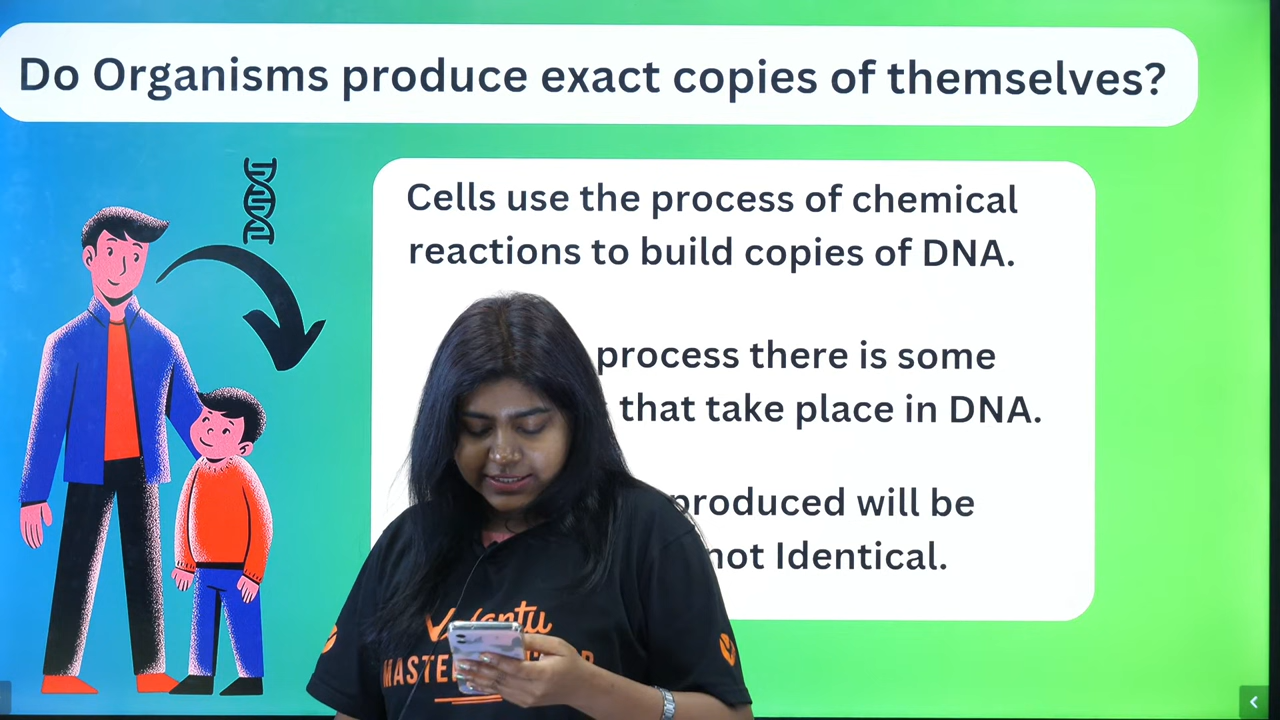 Do Organisms produce exact copies of themselves?
Cells use the process of chemical
reactions to build copies of DNA.
process there is some
that take place in DNA.
produced will be
not Identical.